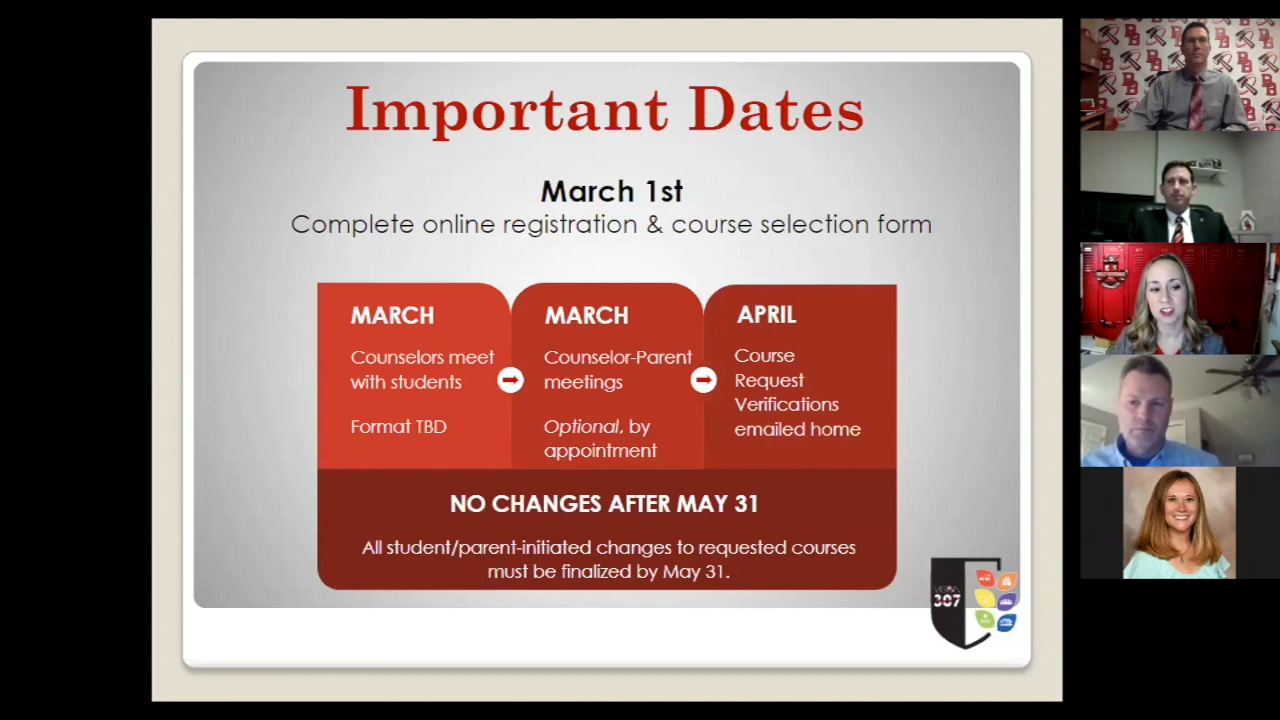 Important Dates
March 1st
Complete online registration & course selection form
MARCH
Counselors meet
with students
Format TBD
MARCH
Counselor-Parent
meetings
Optional, by
appointment
APRIL
Course
Request
Verifications
emailed home
NO CHANGES AFTER MAY 31
All student/parent-initiated changes to requested courses
must be finalized by May 31.
307